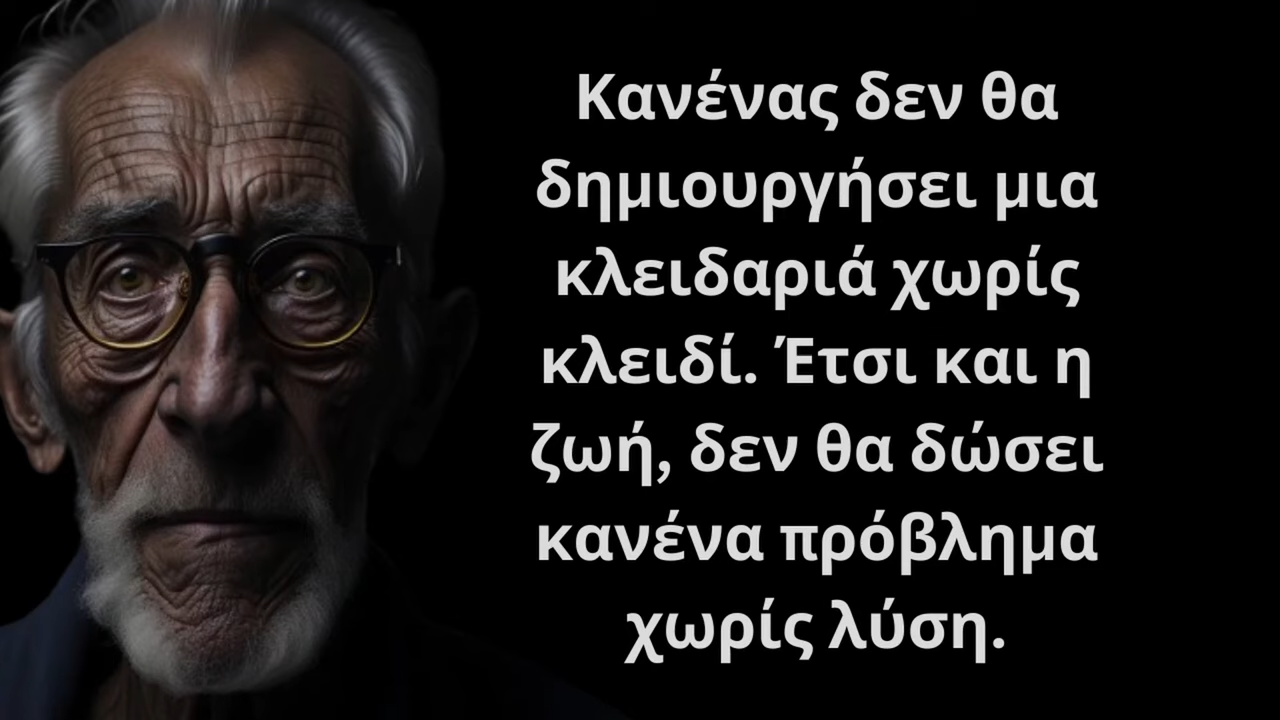 Κανένας δεν θα
δημιουργήσει μια
κλειδαριά χωρίς
κλειδί. Έτσι και η
ζωή, δεν θα δώσει
κανένα πρόβλημα
χωρίς λύση.